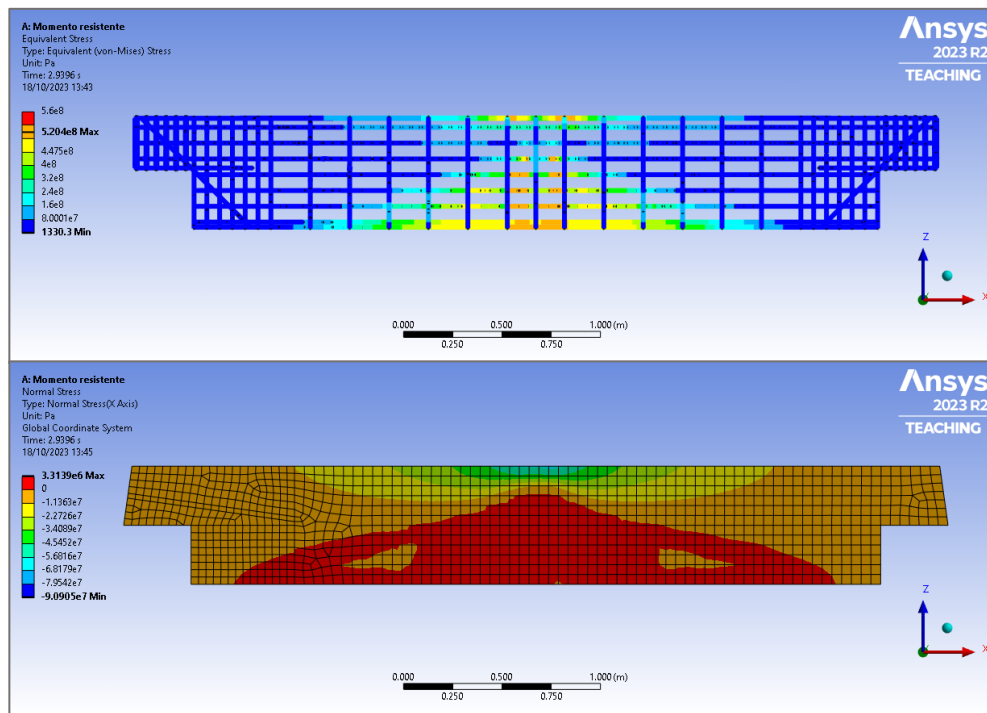 A: Momento resistente
Equivalent Stress
Type: Equivalent (von-Mises) Stress
Unit: Pa
Time: 2.9396 s
18/10/2023 13:43
Ansys
2023 R2
TEACHING
5.6e8
5.204e8 Max
4.475e8
4e8
3.2e8
2.4e8
1.6e8
8.0001e7
1330.3 Min
Z
X
0.000 0.500 1.000 (m)
0.250 0.750
A: Momento resistente
Normal Stress
Type: Normal Stress(X Axis)
Unit: Pa
Global Coordinate System
Time: 2.9396 s
18/10/2023 13:45
Ansys
2023 R2
TEACHING
3.3139e6 Max
0
-1.1363e7
-2.2726e7
-3.4089e7
-4.5452e7
-5.6816e7
-6.8179e7
-7.9542e7
-9.0905e7 Min
Z
X
0.000 0.500 1.000 (m)
0.250 0.750